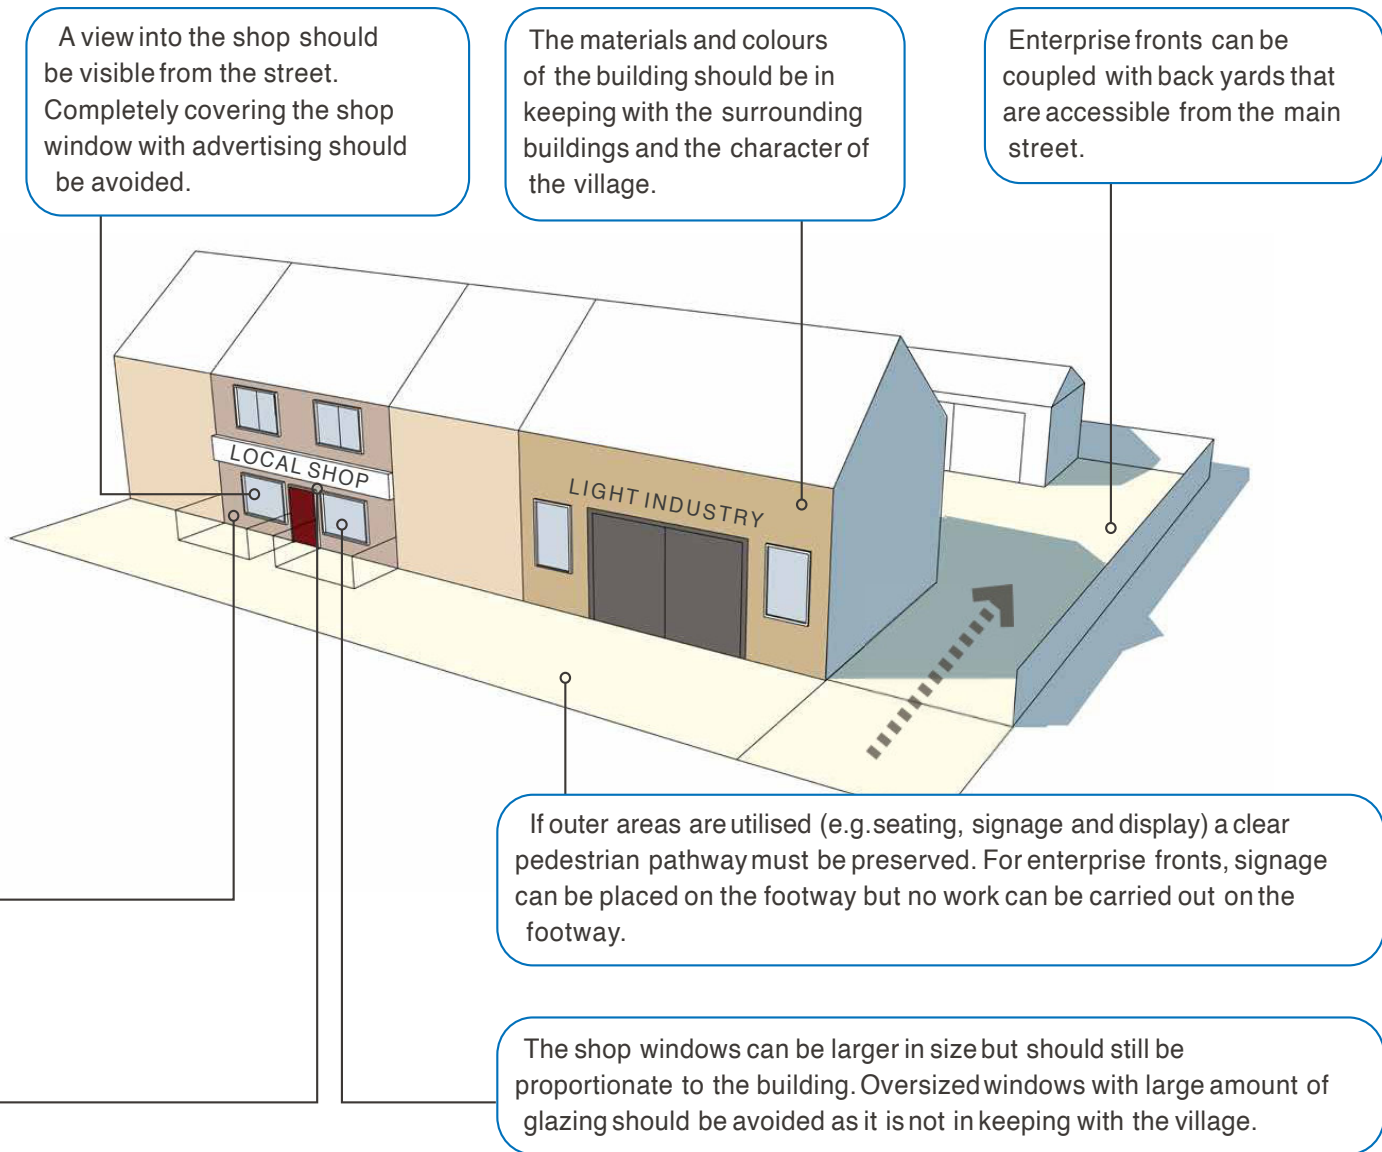 A view into the shop should
be visible from the street.
Completely covering the shop
window with advertising should
be avoided.
The materials and colours
of the building should be in
keeping with the surrounding
buildings and the character of
the village.
Enterprise fronts can be
coupled with back yards that
are accessible from the main
street.
LOCAL SHOP
LIGHT INDUSTRY
If outer areas are utilised (e.g. seating, signage and display) a clear
pedestrian pathway must be preserved. For enterprise fronts, signage
can be placed on the footway but no work can be carried out on the
footway.
The shop windows can be larger in size but should still be
proportionate to the building. Oversized windows with large amount of
glazing should be avoided as it is not in keeping with the village.